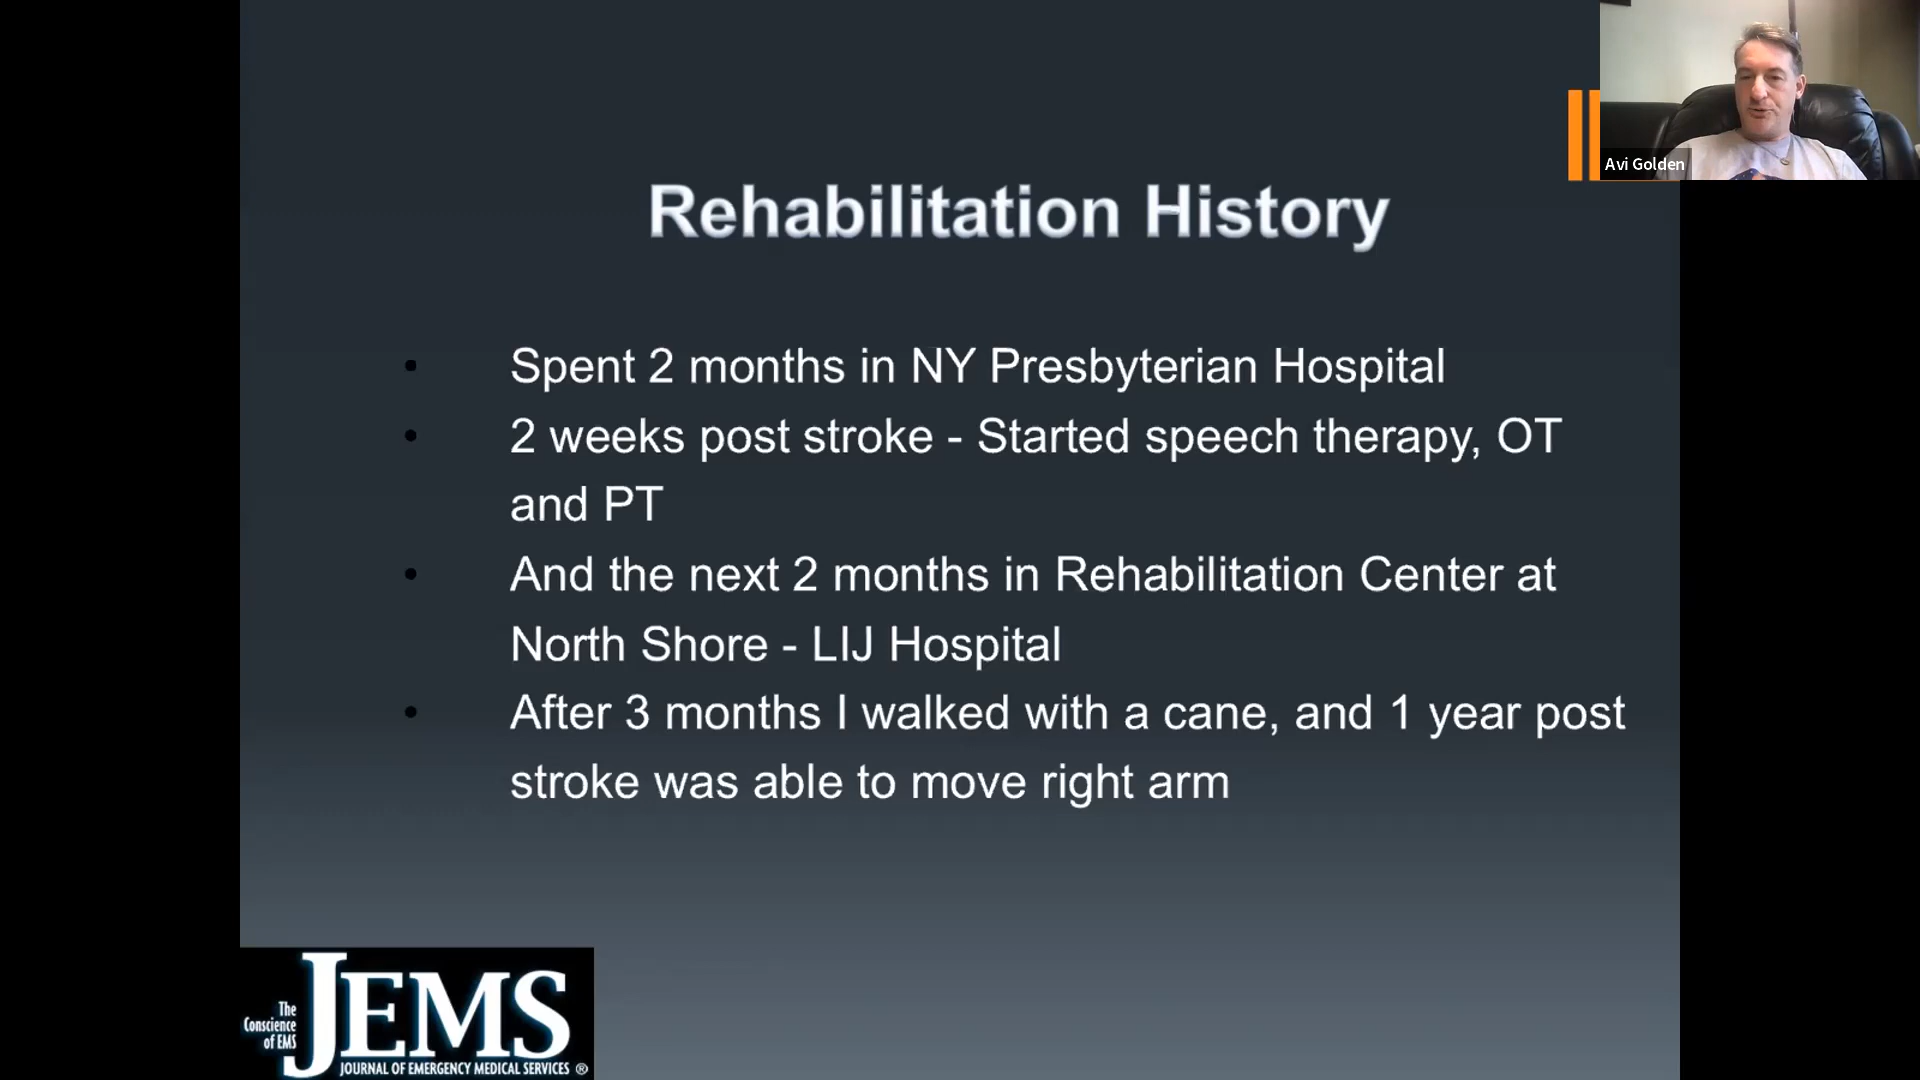 Avi Golden
Rehabilitation History
• Spent 2 months in NY Presbyterian Hospital
• 2 weeks post stroke - Started speech therapy, OT
and PT
• And the next 2 months in Rehabilitation Center at
North Shore - LIJ Hospital
• After 3 months I walked with a cane, and 1 year post
stroke was able to move right arm
The
Conscience
of EMS
JEMS
JOURNAL OF EMERGENCY MEDICAL SERVICES ®